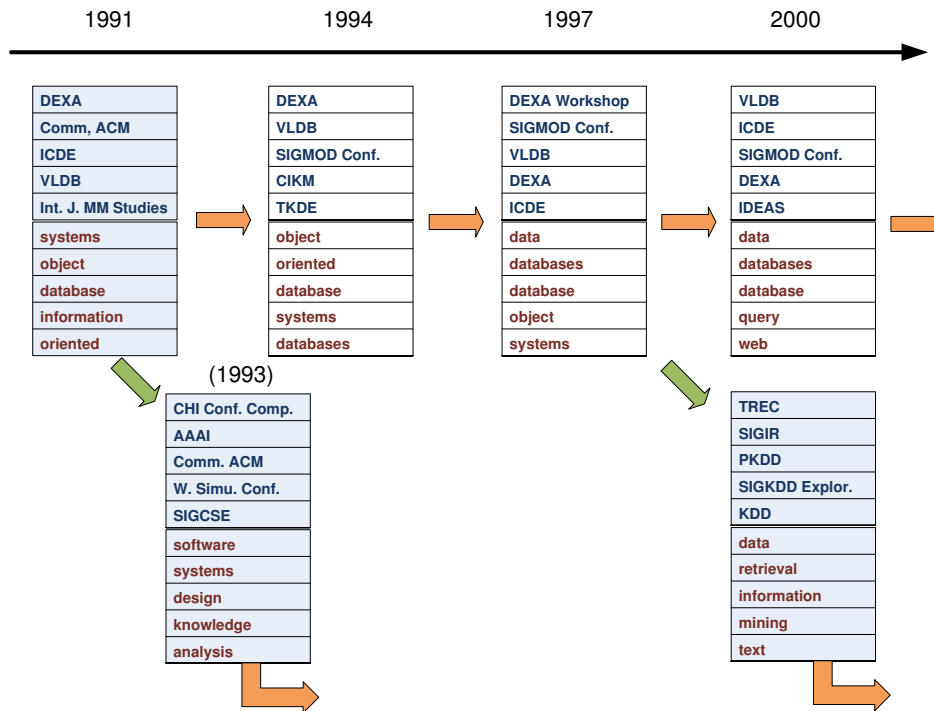 1991
1994
1997
2000
DEXA
Comm, ACM
ICDE
VLDB
Int. J. MM Studies
systems
object
database
information
oriented
DEXA
VLDB
SIGMOD Conf.
CIKM
TKDE
object
oriented
database
systems
databases
DEXA Workshop
SIGMOD Conf.
VLDB
DEXA
ICDE
data
databases
database
object
systems
VLDB
ICDE
SIGMOD Conf.
DEXA
IDEAS
data
databases
database
query
web
(1993)
CHI Conf. Comp.
AAAI
Comm. ACM
W. Simu. Conf.
SIGCSE
software
systems
design
knowledge
analysis
TREC
SIGIR
PKDD
SIGKDD Explor.
KDD
data
retrieval
information
mining
text